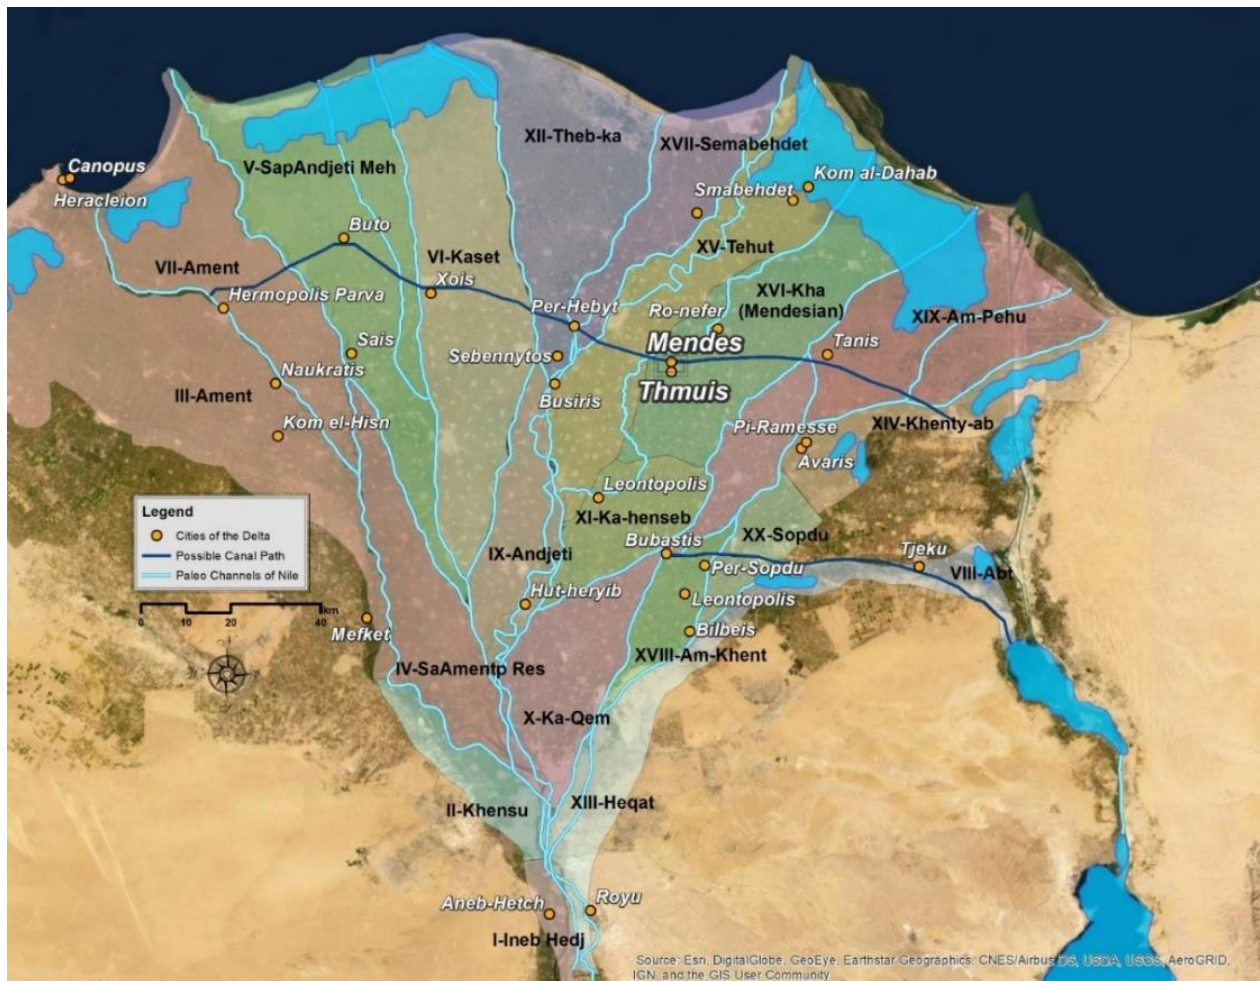 XII-Theb-ka
XVII-Semabehdet
Canopus
V-SapAndjeti Meh
Kom al-Dahab
Heracleion
Smabehdet
Buto
XV-Tehut
VI-Kaset
VII-Ament
Xois
XVI-Kha
(Mendesian)
Hermopolis Parva
Per-Hebyt
Ro-nefer
XIX-Am-Pehu
Sais
Sebennytos
Mendes
Tanis
Naukratis
III-Ament
Busiris
Thmuis
Kom el-Hisn
Pi-Ramesse
XIV-Khenty-ab
Avaris
Leontopolis
XI-Ka-henseb
Legend
Cities of the Delta
Possible Canal Path
Paleo Channels of Nile
IX-Andjeti
Bubastis
XX-Sopdu
Tjeku
Per-Sopdu
VIII-Abt
Hut-heryib
Leontopolis
0 10 20 40 km
Mefket
Bilbeis
IV-SaAmentp Res
XVIII-Am-Khent
X-Ka-Qem
II-Khensu
XIII-Heqat
Aneb-Hetch
Royu
I-Ineb Hedj
Source: Esri, DigitalGlobe, GeoEye, Earthstar Geographics, CNES/Airbus DS, USDA, USGS, AeroGRID,
IGN, and the GIS User Community